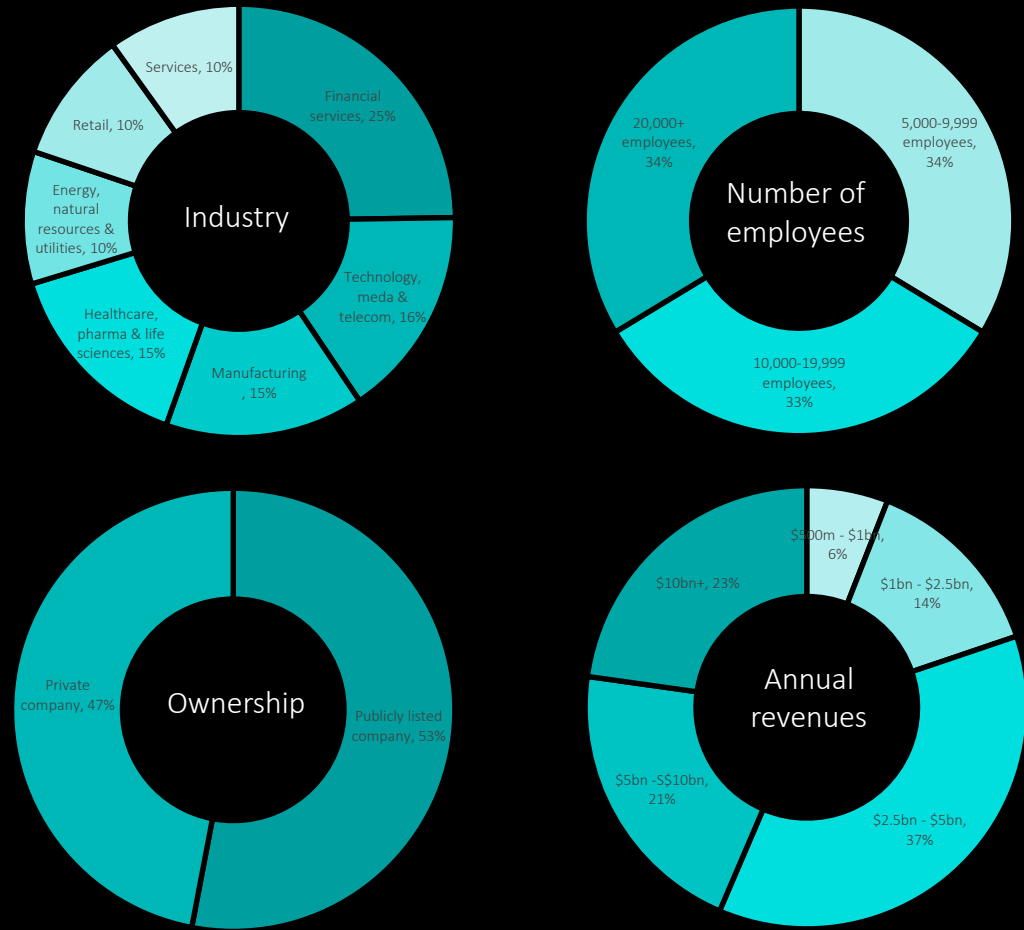 Services, 10%
Financial
services, 25%
Retail, 10%
Energy,
natural
resources &
utilities, 10%
Industry
Technology,
meda &
telecom, 16%
Healthcare,
pharma & life
sciences, 15%
Manufacturing
, 15%
20,000+
employees,
34%
5,000-9,999
employees,
34%
Number of
employees
10,000-19,999
employees,
33%
Private
company, 47%
Ownership
Publicly listed
company, 53%
$500m - $1bn,
6%
$10bn+, 23%
$1bn - $2.5bn,
14%
Annual
revenues
$5bn -S$10bn,
21%
$2.5bn - $5bn,
37%